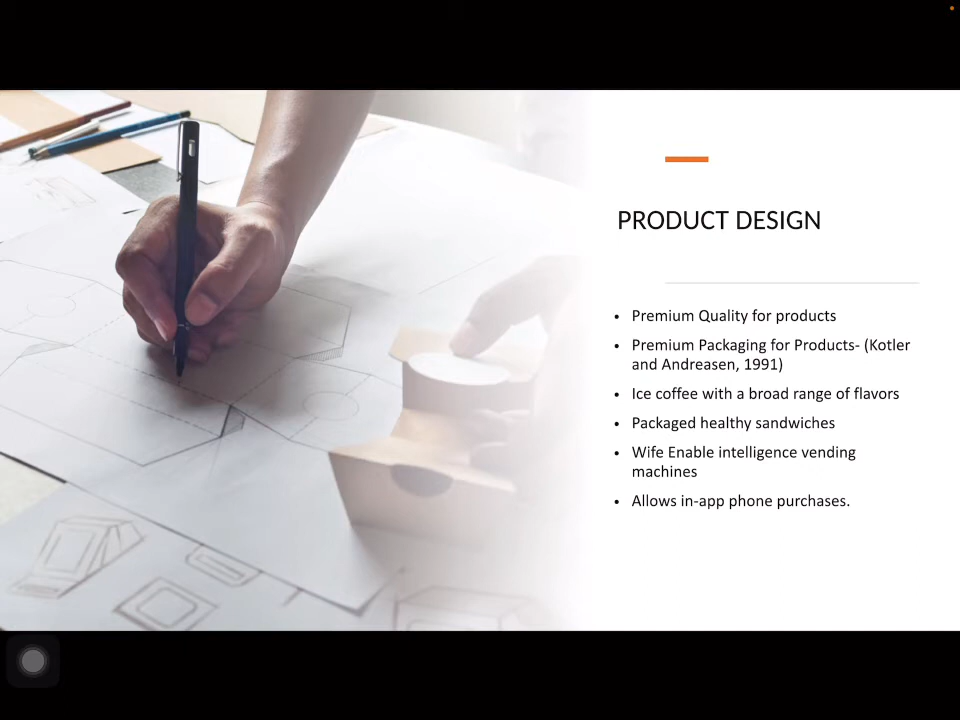 PRODUCT DESIGN
• Premium Quality for products
• Premium Packaging for Products- (Kotler
and Andreasen, 1991)
• Ice coffee with a broad range of flavors
• Packaged healthy sandwiches
• Wife Enable intelligence vending
machines
• Allows in-app phone purchases.